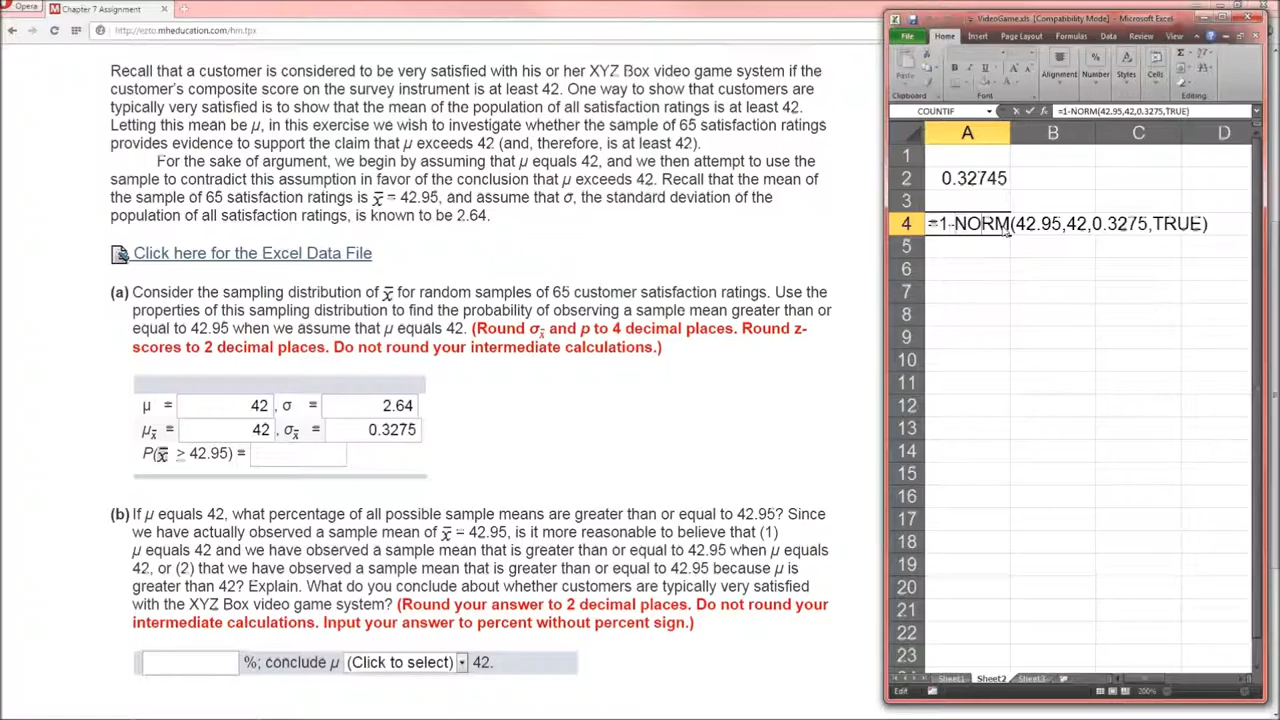 Opera
Chapter 7 Assignment
http://ezto.mheducation.com/hm.tpx
Recall that a customer is considered to be very satisfied with his or her XYZ Box video game system if the
customer's composite score on the survey instrument is at least 42. One way to show that customers are
typically very satisfied is to show that the mean of the population of all satisfaction ratings is at least 42.
Letting this mean be μ, in this exercise we wish to investigate whether the sample of 65 satisfaction ratings
provides evidence to support the claim that μ exceeds 42 (and, therefore, is at least 42).
For the sake of argument, we begin by assuming that μ equals 42, and we then attempt to use the
sample to contradict this assumption in favor of the conclusion that μ exceeds 42. Recall that the mean of
the sample of 65 satisfaction ratings is x̄ = 42.95, and assume that σ, the standard deviation of the
population of all satisfaction ratings, is known to be 2.64.
Click here for the Excel Data File
(a) Consider the sampling distribution of x̄ for random samples of 65 customer satisfaction ratings. Use the
properties of this sampling distribution to find the probability of observing a sample mean greater than or
equal to 42.95 when we assume that μ equals 42. (Round σx̄ and p to 4 decimal places. Round z-
scores to 2 decimal places. Do not round your intermediate calculations.)
μ = 42 , σ = 2.64
μx̄ = 42 , σx̄ = 0.3275
P(x̄ ≥ 42.95) =
(b) If μ equals 42, what percentage of all possible sample means are greater than or equal to 42.95? Since
we have actually observed a sample mean of x̄ = 42.95, is it more reasonable to believe that (1)
μ equals 42 and we have observed a sample mean that is greater than or equal to 42.95 when μ equals
42, or (2) that we have observed a sample mean that is greater than or equal to 42.95 because μ is
greater than 42? Explain. What do you conclude about whether customers are typically very satisfied
with the XYZ Box video game system? (Round your answer to 2 decimal places. Do not round your
intermediate calculations. Input your answer to percent without percent sign.)
%; conclude μ (Click to select) 42.
VideoGame.xls [Compatibility Mode] - Microsoft Excel
File Home Insert Page Layout Formulas Data Review View
Paste Alignment Number Styles Cells
Clipboard Font Editing
COUNTIF =1-NORM(42.95,42,0.3275,TRUE)
A B C D
1
2 0.32745
3
4 =1-NORM(42.95,42,0.3275,TRUE)
5
6
7
8
9
10
11
12
13
14
15
16
17
18
19
20
21
22
23
Sheet1 Sheet2 Sheet3
Edit 200%